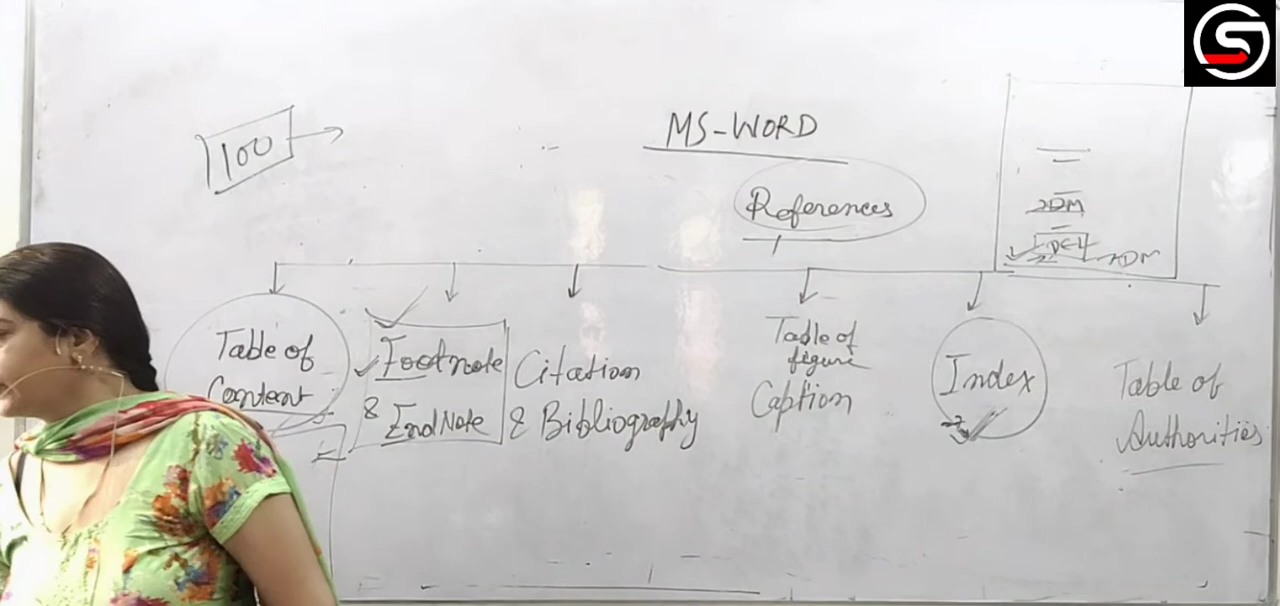 100
MS-WORD
References
Table of
Content
Footnote
& EndNote
Citation
& Bibliography
Table of
figure
Caption
Index
Table of
Authorities